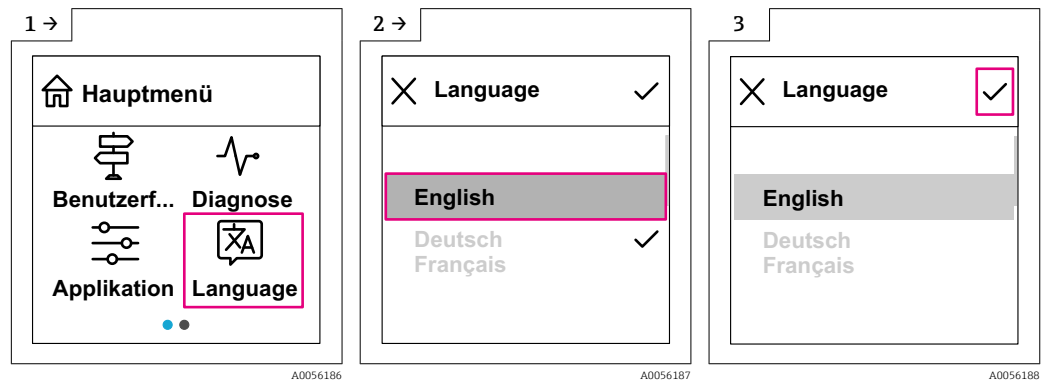 1 →
Hauptmenü
Benutzerf... Diagnose
Applikation Language
A0056186
2 →
Language
English
Deutsch
Français
A0056187
3
Language
English
Deutsch
Français
A0056188